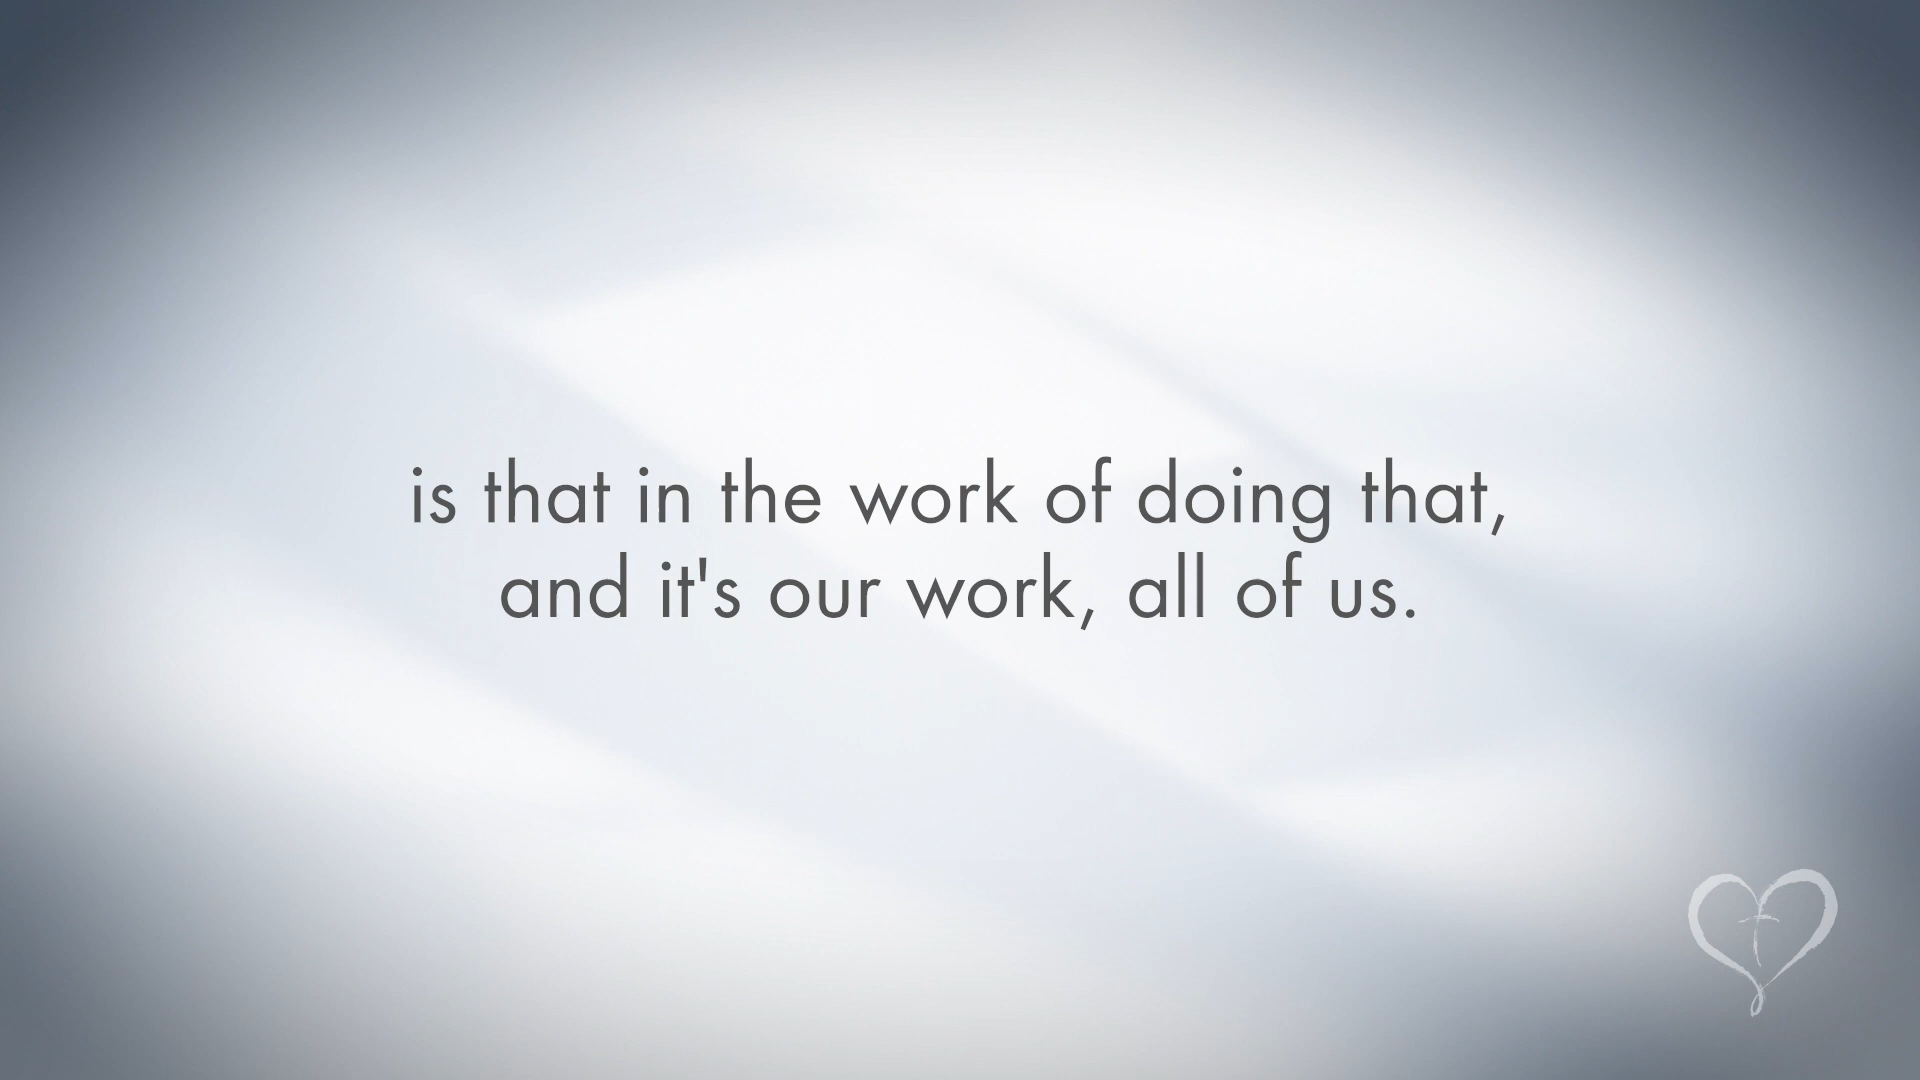 is that in the work of doing that,
and it's our work, all of us.